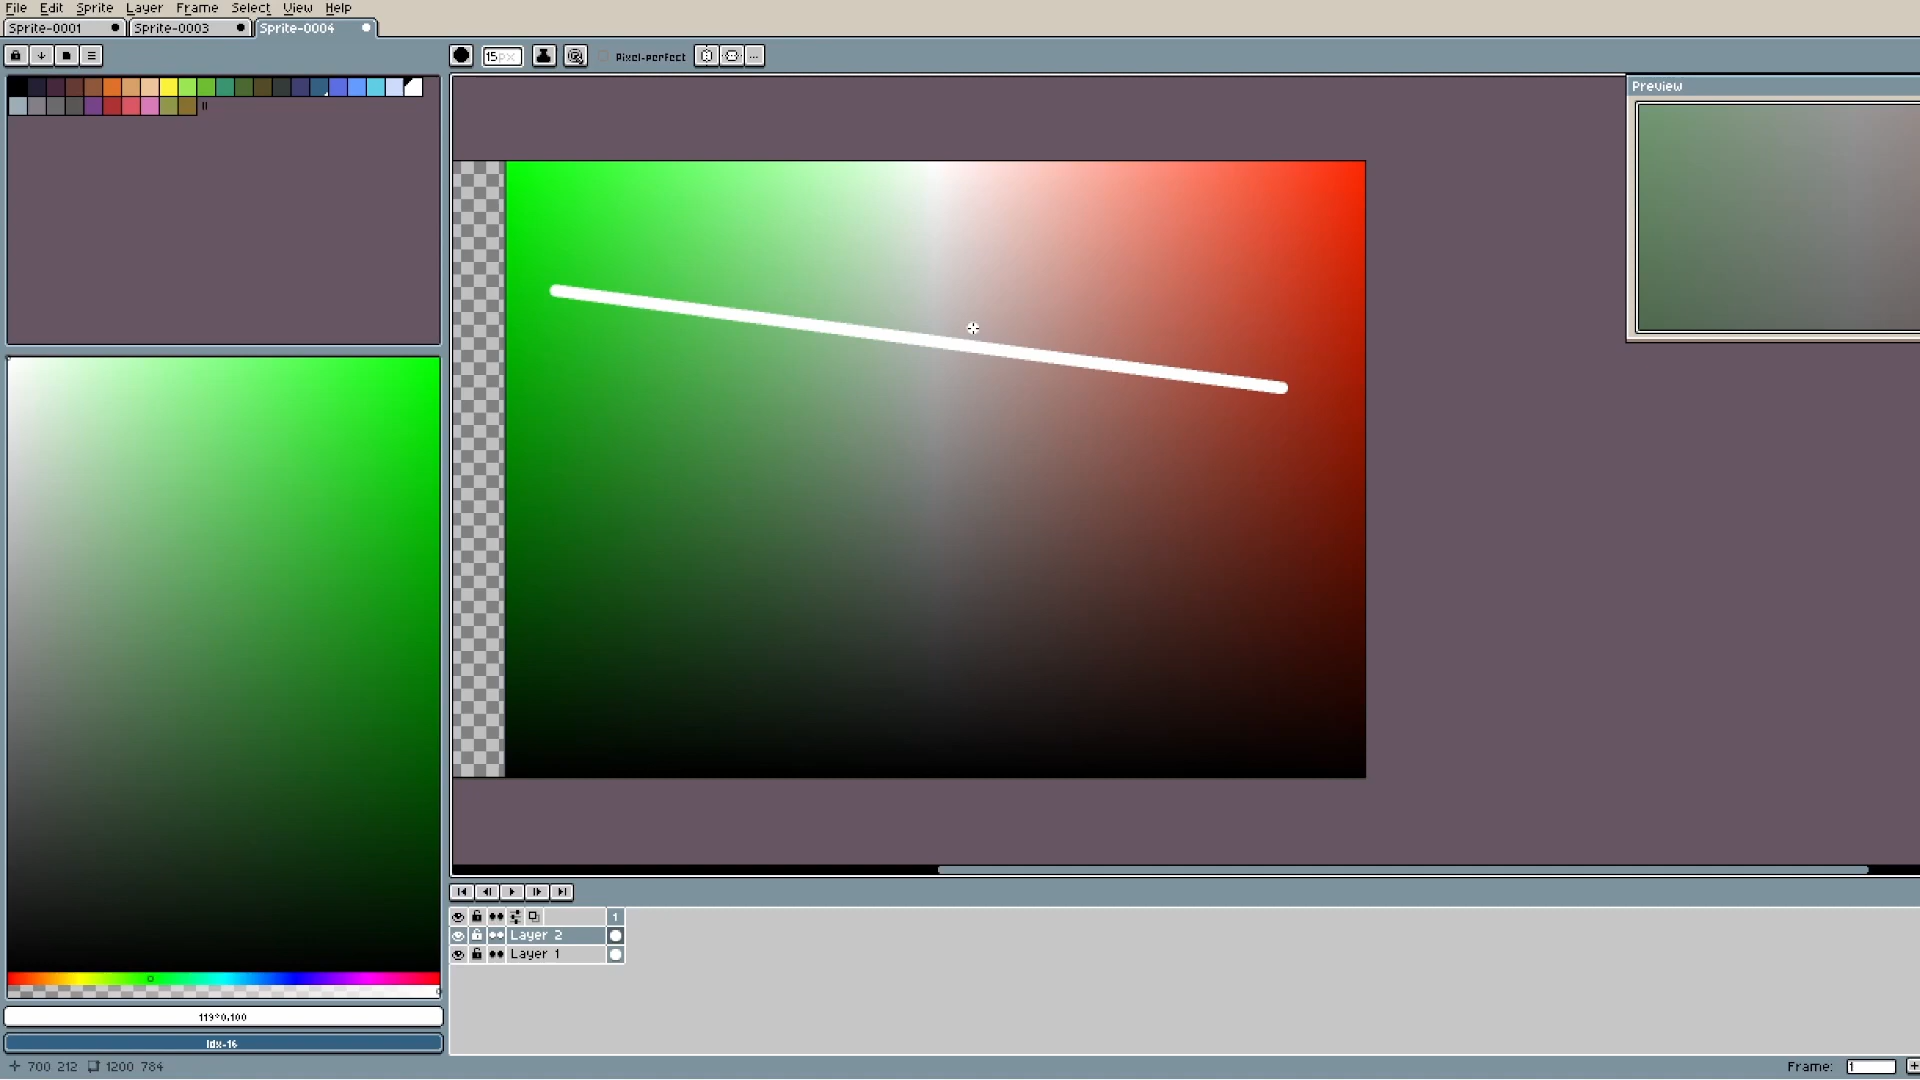 File Edit Sprite Layer Frame Select View Help
Sprite-0001 Sprite-0003 Sprite-0004
15px Pixel-perfect
Preview
1
Layer 2
Layer 1
119°0,100
Idx-16
700 212 1200 784 Frame: 1